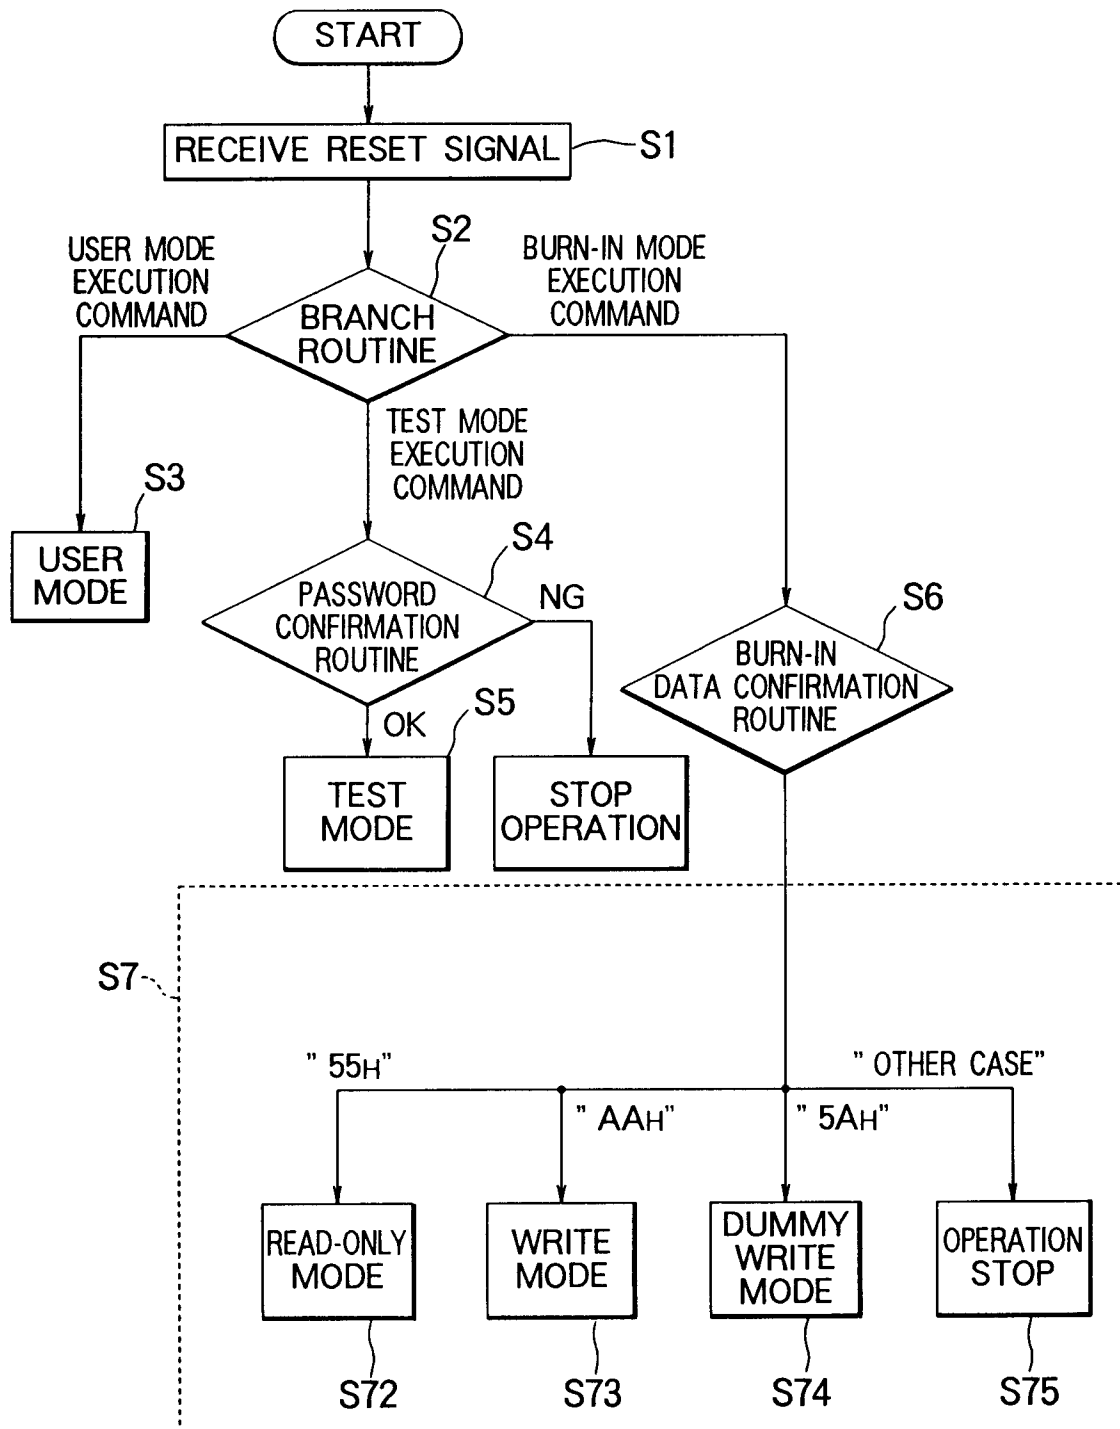 START
RECEIVE RESET SIGNAL
S1
S2
USER MODE
EXECUTION
COMMAND
BURN-IN MODE
EXECUTION
COMMAND
BRANCH
ROUTINE
TEST MODE
EXECUTION
COMMAND
S3
USER
MODE
S4
PASSWORD
CONFIRMATION
ROUTINE
NG
S6
BURN-IN
DATA CONFIRMATION
ROUTINE
OK
S5
TEST
MODE
STOP
OPERATION
S7
" 55H"
" AAH"
" 5AH"
" OTHER CASE"
READ-ONLY
MODE
WRITE
MODE
DUMMY
WRITE
MODE
OPERATION
STOP
S72
S73
S74
S75